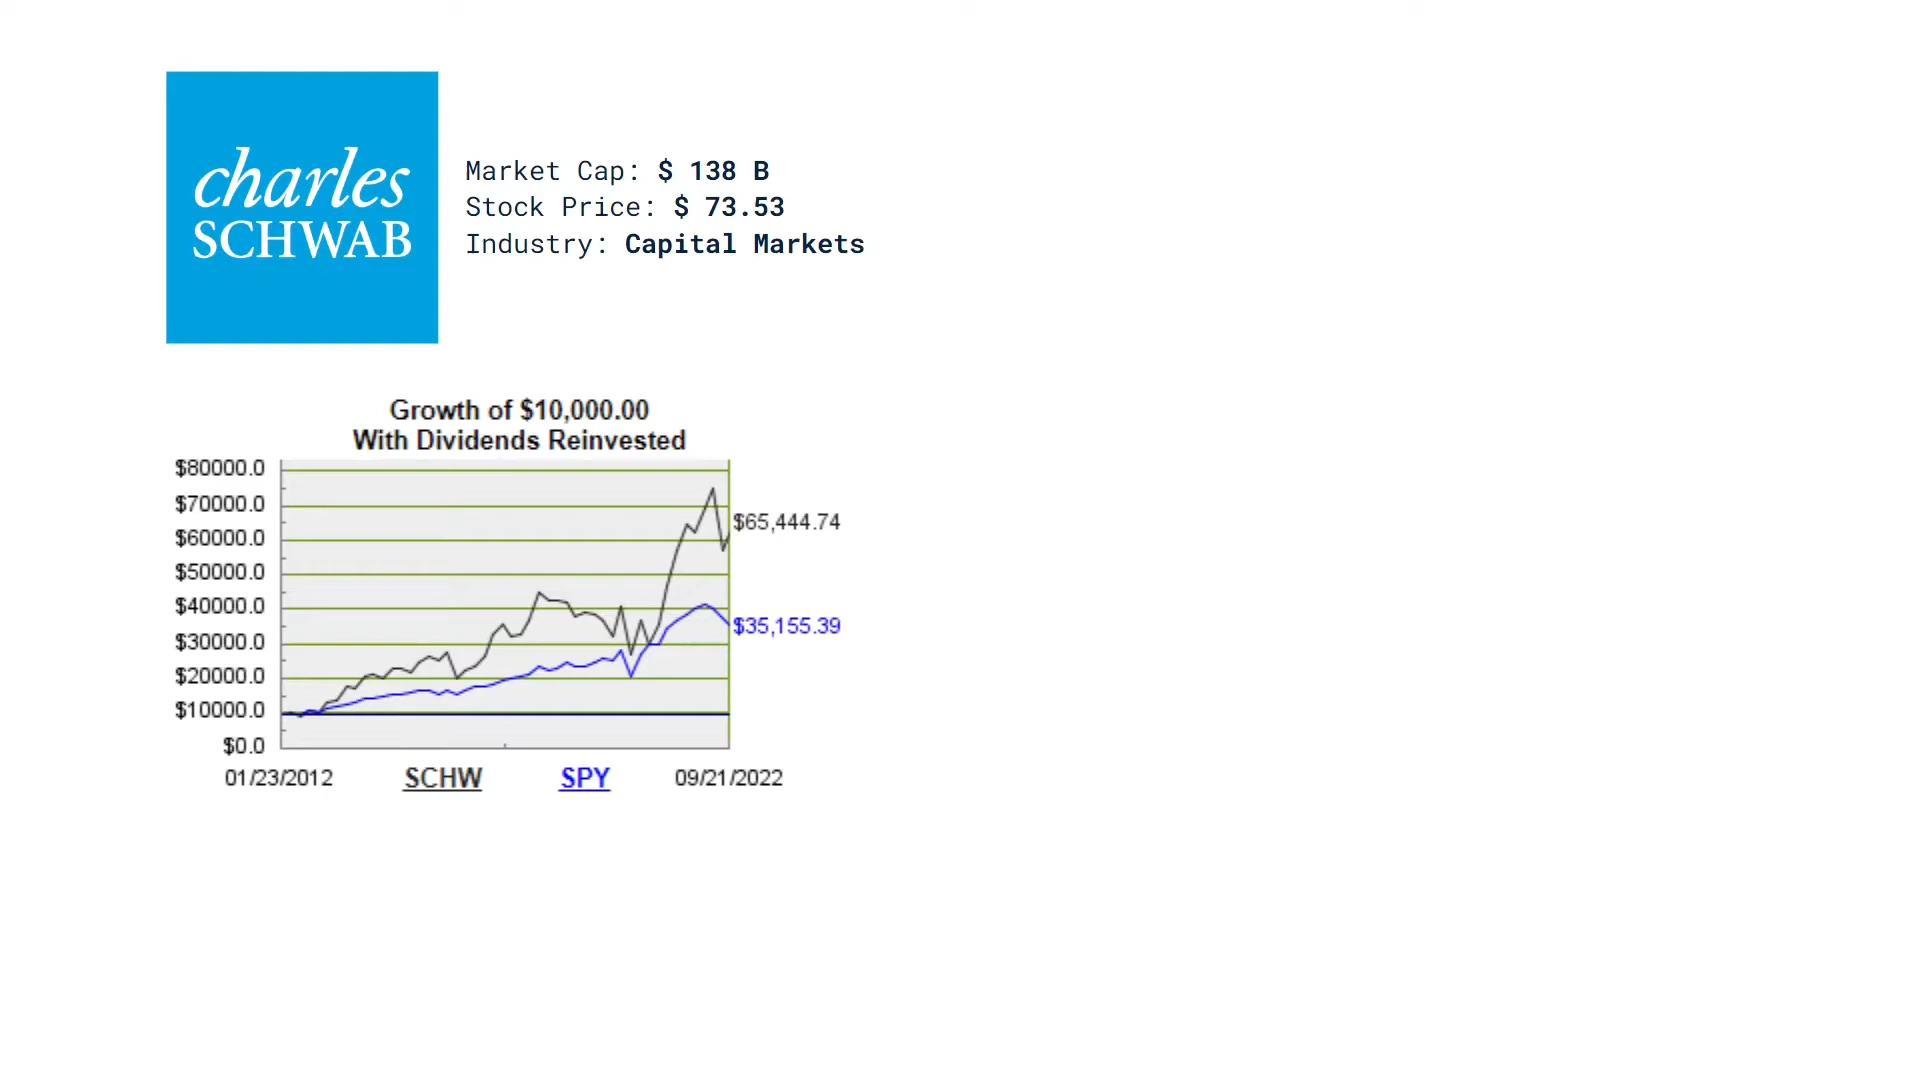 charles
SCHWAB
Market Cap: $ 138 B
Stock Price: $ 73.53
Industry: Capital Markets
Growth of $10,000.00
With Dividends Reinvested
$80000.0
$70000.0
$60000.0
$50000.0
$40000.0
$30000.0
$20000.0
$10000.0
$0.0
$65,444.74
$35,155.39
01/23/2012 SCHW SPY 09/21/2022